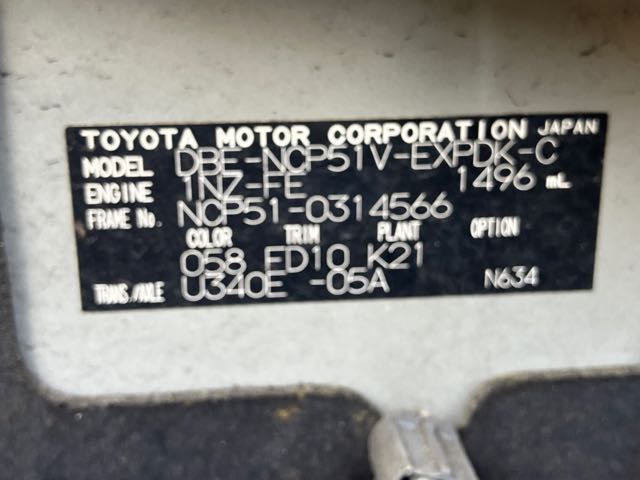 TOYOTA MOTOR CORPORATION JAPAN
MODEL DBE-NCP51V-EXPDK-C
ENGINE 1NZ-FE 1496 mL
FRAME No. NCP51-0314566
COLOR TRIM PLANT OPTION
058 ED10 K21
TRANS./AXLE U340E -05A N634